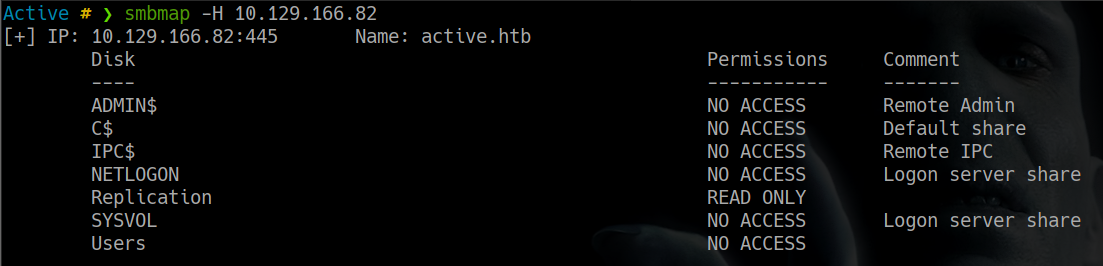 Active # ❯ smbmap -H 10.129.166.82
[+] IP: 10.129.166.82:445 Name: active.htb
Disk Permissions Comment
---- ----------- -------
ADMIN$ NO ACCESS Remote Admin
C$ NO ACCESS Default share
IPC$ NO ACCESS Remote IPC
NETLOGON NO ACCESS Logon server share
Replication READ ONLY
SYSVOL NO ACCESS Logon server share
Users NO ACCESS